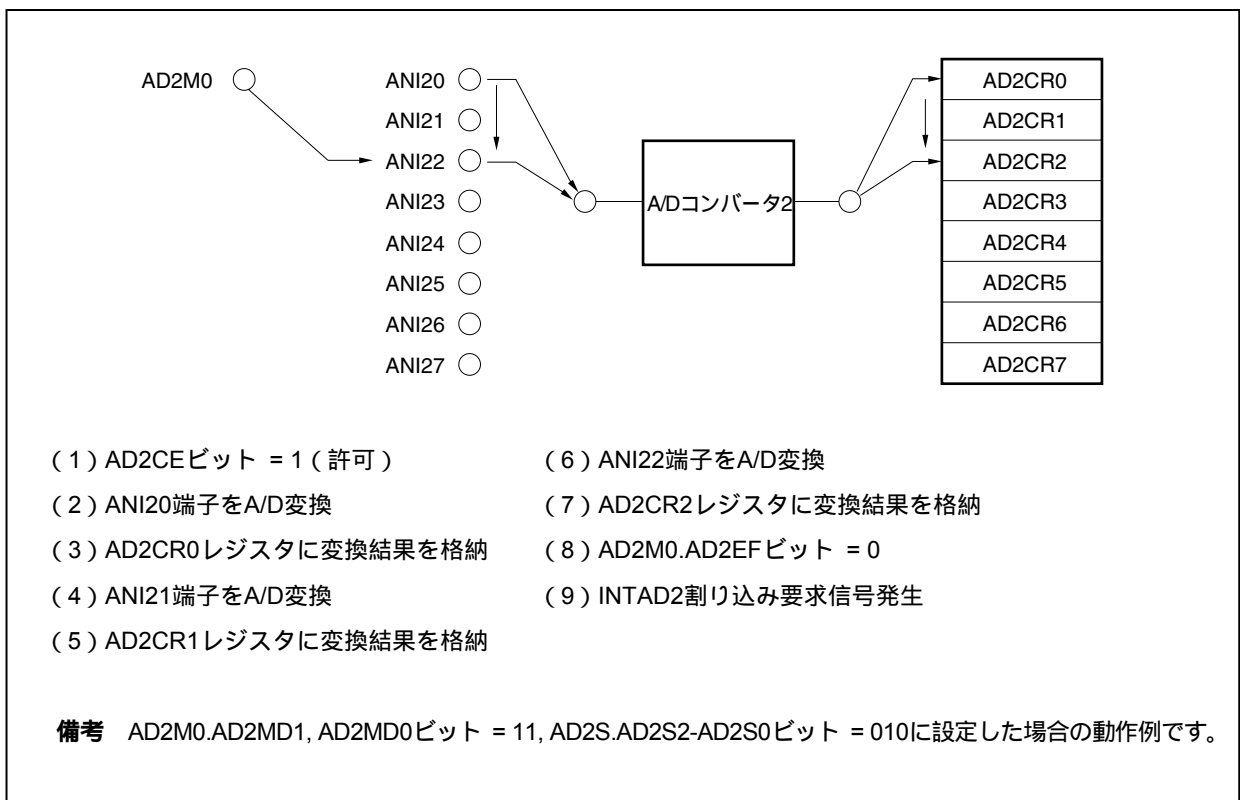 AD2M0
ANI20
ANI21
ANI22
ANI23
ANI24
ANI25
ANI26
ANI27
A/Dコンバータ2
AD2CR0
AD2CR1
AD2CR2
AD2CR3
AD2CR4
AD2CR5
AD2CR6
AD2CR7
（1）AD2CEビット = 1（許可）
（2）ANI20端子をA/D変換
（3）AD2CR0レジスタに変換結果を格納
（4）ANI21端子をA/D変換
（5）AD2CR1レジスタに変換結果を格納
（6）ANI22端子をA/D変換
（7）AD2CR2レジスタに変換結果を格納
（8）AD2M0.AD2EFビット = 0
（9）INTAD2割り込み要求信号発生
備考 AD2M0.AD2MD1, AD2MD0ビット = 11, AD2S.AD2S2-AD2S0ビット = 010に設定した場合の動作例です。